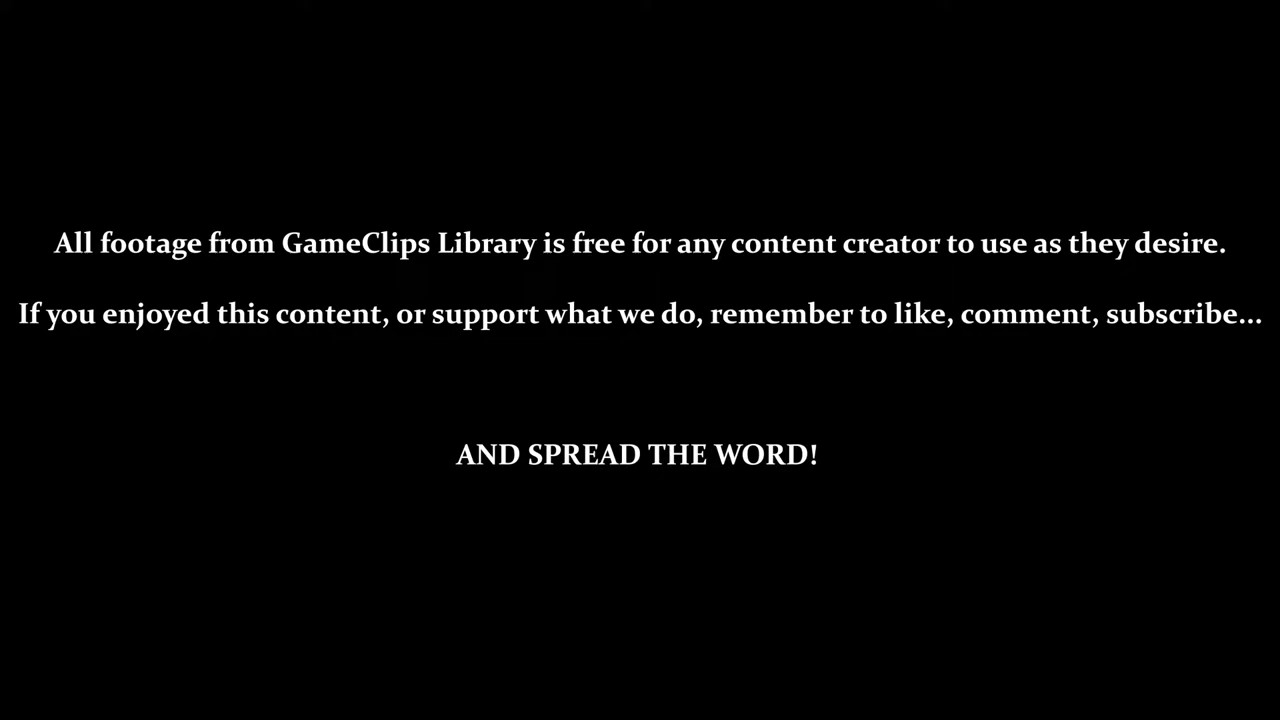 All footage from GameClips Library is free for any content creator to use as they desire.
If you enjoyed this content, or support what we do, remember to like, comment, subscribe...
AND SPREAD THE WORD!